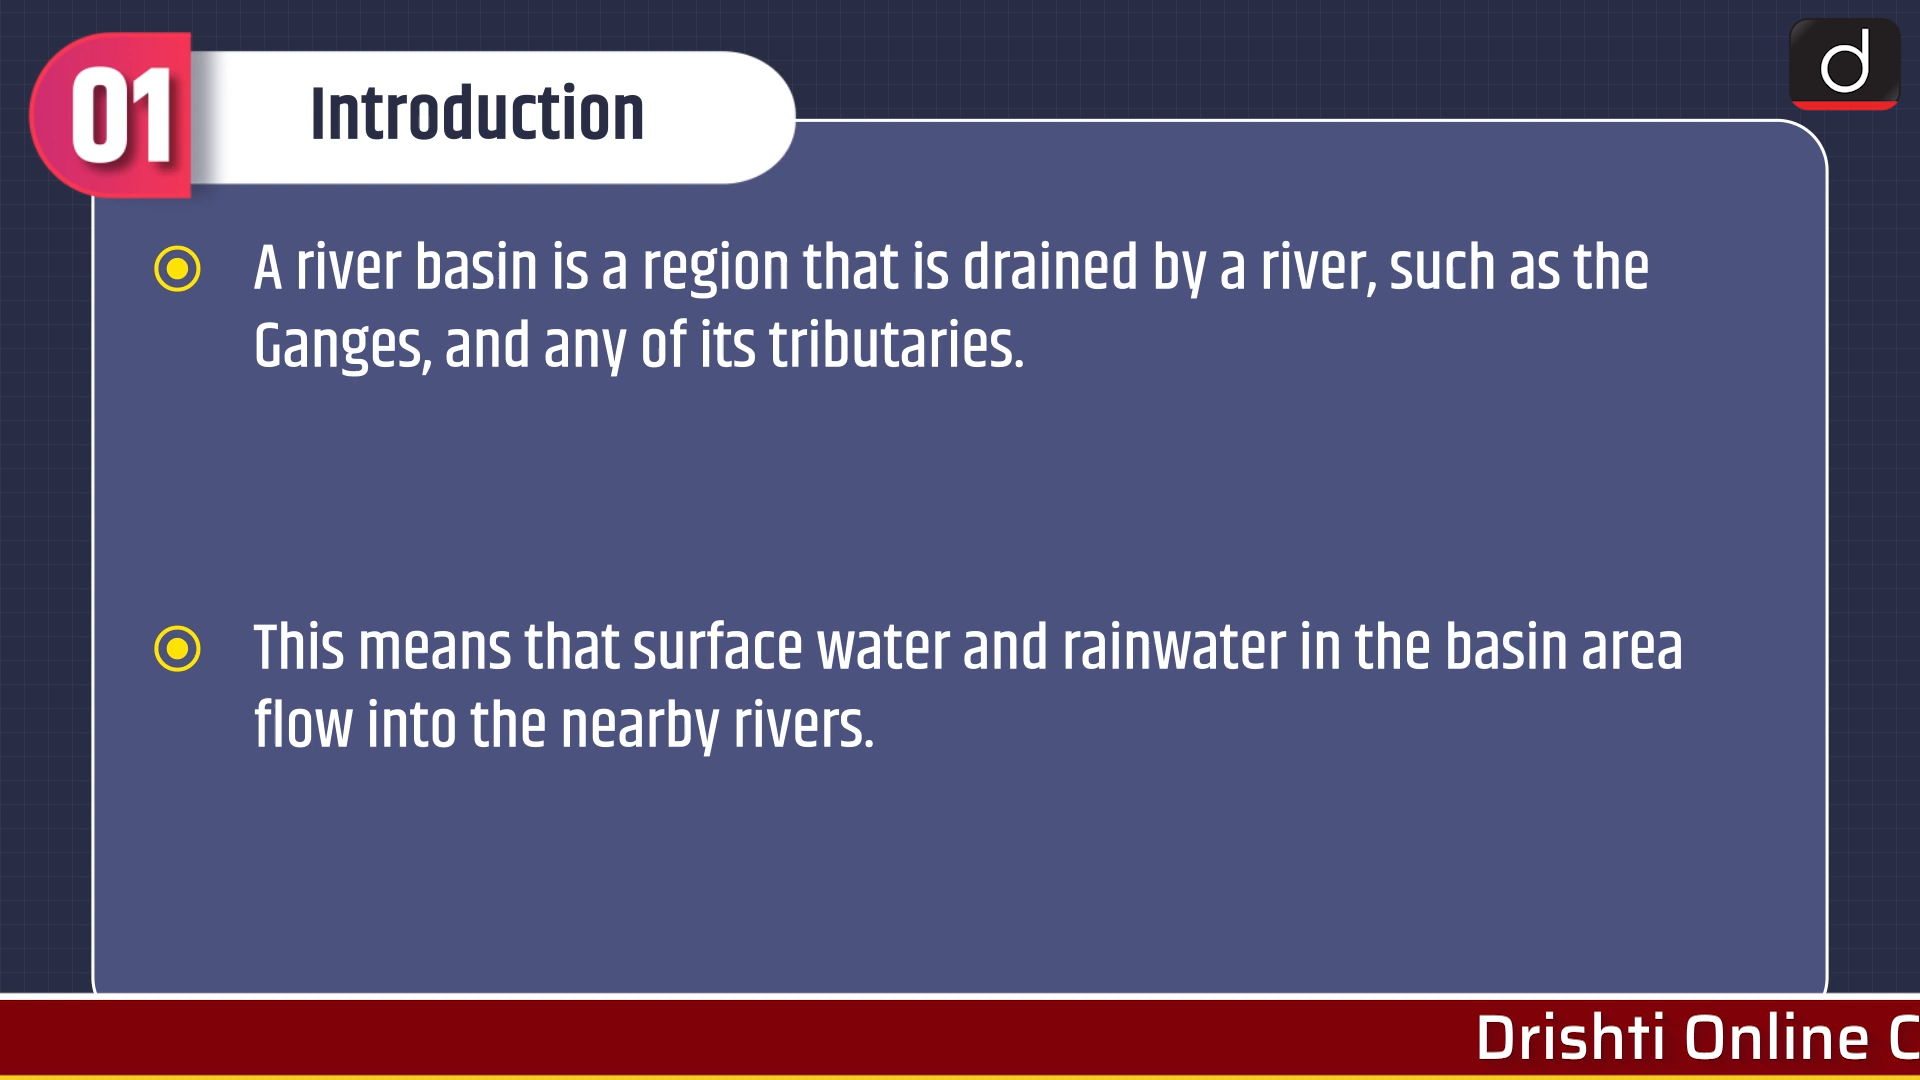 01
Introduction
d
A river basin is a region that is drained by a river, such as the
Ganges, and any of its tributaries.
This means that surface water and rainwater in the basin area
flow into the nearby rivers.
Drishti Online